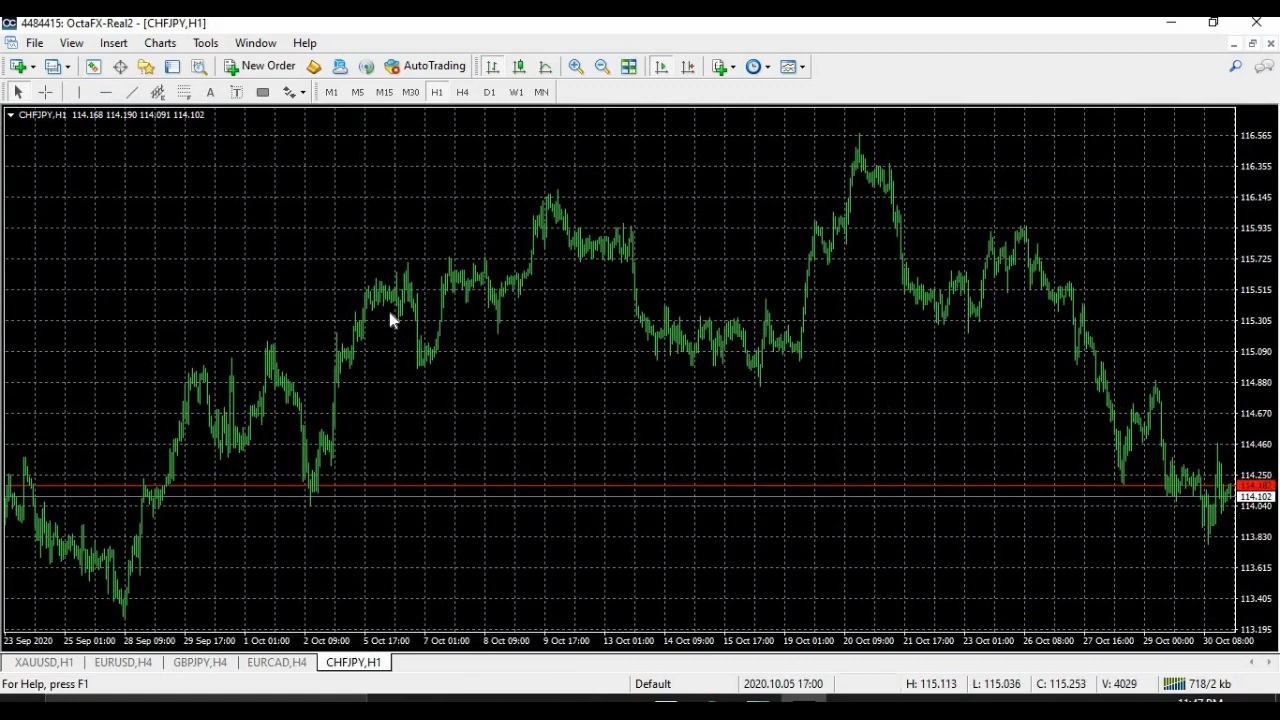 4484415: OctaFX-Real2 - [CHFJPY,H1]
File View Insert Charts Tools Window Help
New Order AutoTrading
A T M1 M5 M15 M30 H1 H4 D1 W1 MN
CHFJPY,H1 114.168 114.190 114.091 114.102
116.565
116.355
116.145
115.935
115.725
115.515
115.305
115.090
114.880
114.670
114.460
114.250
114.182
114.102
114.040
113.830
113.615
113.405
113.195
23 Sep 2020 25 Sep 01:00 28 Sep 09:00 29 Sep 17:00 1 Oct 01:00 2 Oct 09:00 5 Oct 17:00 7 Oct 01:00 8 Oct 09:00 9 Oct 17:00 13 Oct 01:00 14 Oct 09:00 15 Oct 17:00 19 Oct 01:00 20 Oct 09:00 21 Oct 17:00 23 Oct 01:00 26 Oct 08:00 27 Oct 16:00 29 Oct 00:00 30 Oct 08:00
XAUUSD,H1 EURUSD,H4 GBPJPY,H4 EURCAD,H4 CHFJPY,H1
For Help, press F1 Default 2020.10.05 17:00 H: 115.113 L: 115.036 C: 115.253 V: 4029 718/2 kb